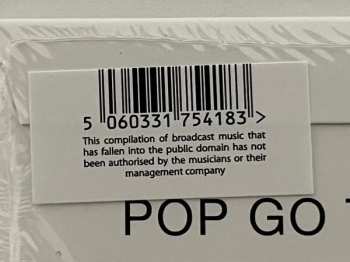 5 060331 754183 >
This compilation of broadcast music that
has fallen into the public domain has not
been authorised by the musicians or their
management company
POP GO